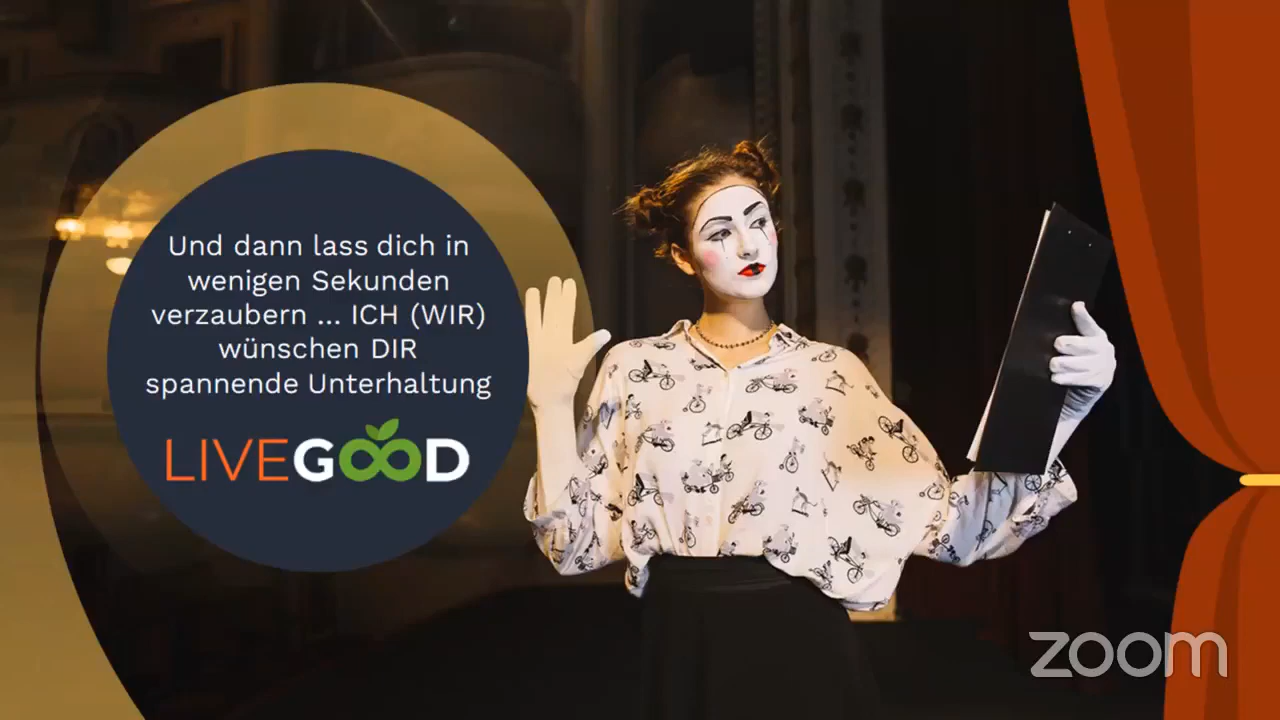 Und dann lass dich in
wenigen Sekunden
verzaubern ... ICH (WIR)
wünschen DIR
spannende Unterhaltung
LIVEGOOD
zoom